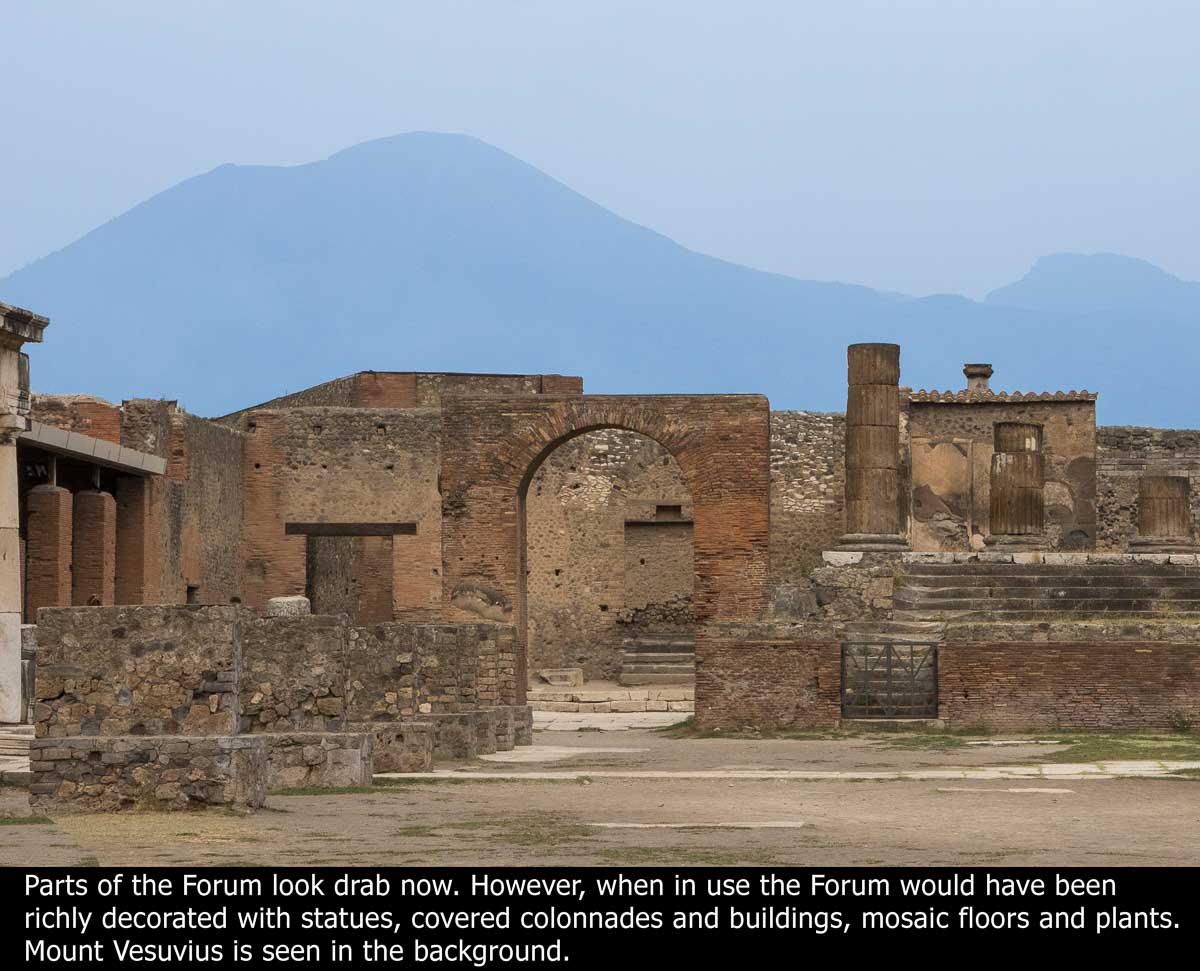 Parts of the Forum look drab now. However, when in use the Forum would have been
richly decorated with statues, covered colonnades and buildings, mosaic floors and plants.
Mount Vesuvius is seen in the background.